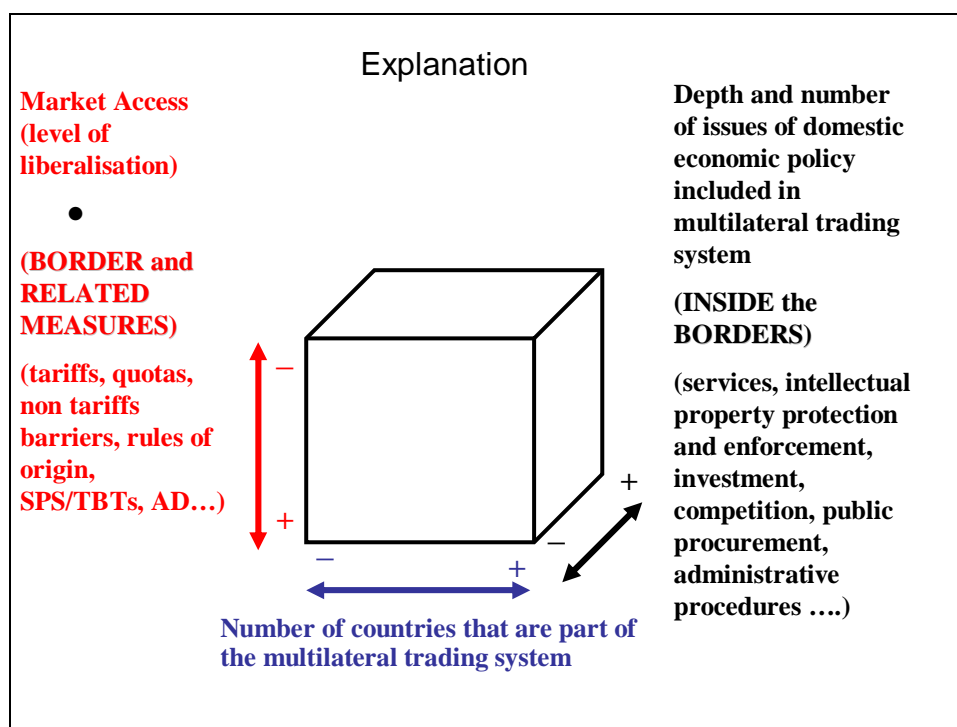 Explanation
Market Access
(level of
liberalisation)
•
(BORDER and
RELATED
MEASURES)
(tariffs, quotas,
non tariffs
barriers, rules of
origin,
SPS/TBTs, AD…)
Depth and number
of issues of domestic
economic policy
included in
multilateral trading
system
(INSIDE the
BORDERS)
(services, intellectual
property protection
and enforcement,
investment,
competition, public
procurement,
administrative
procedures ….)
–
+
– +
–
+
Number of countries that are part of
the multilateral trading system